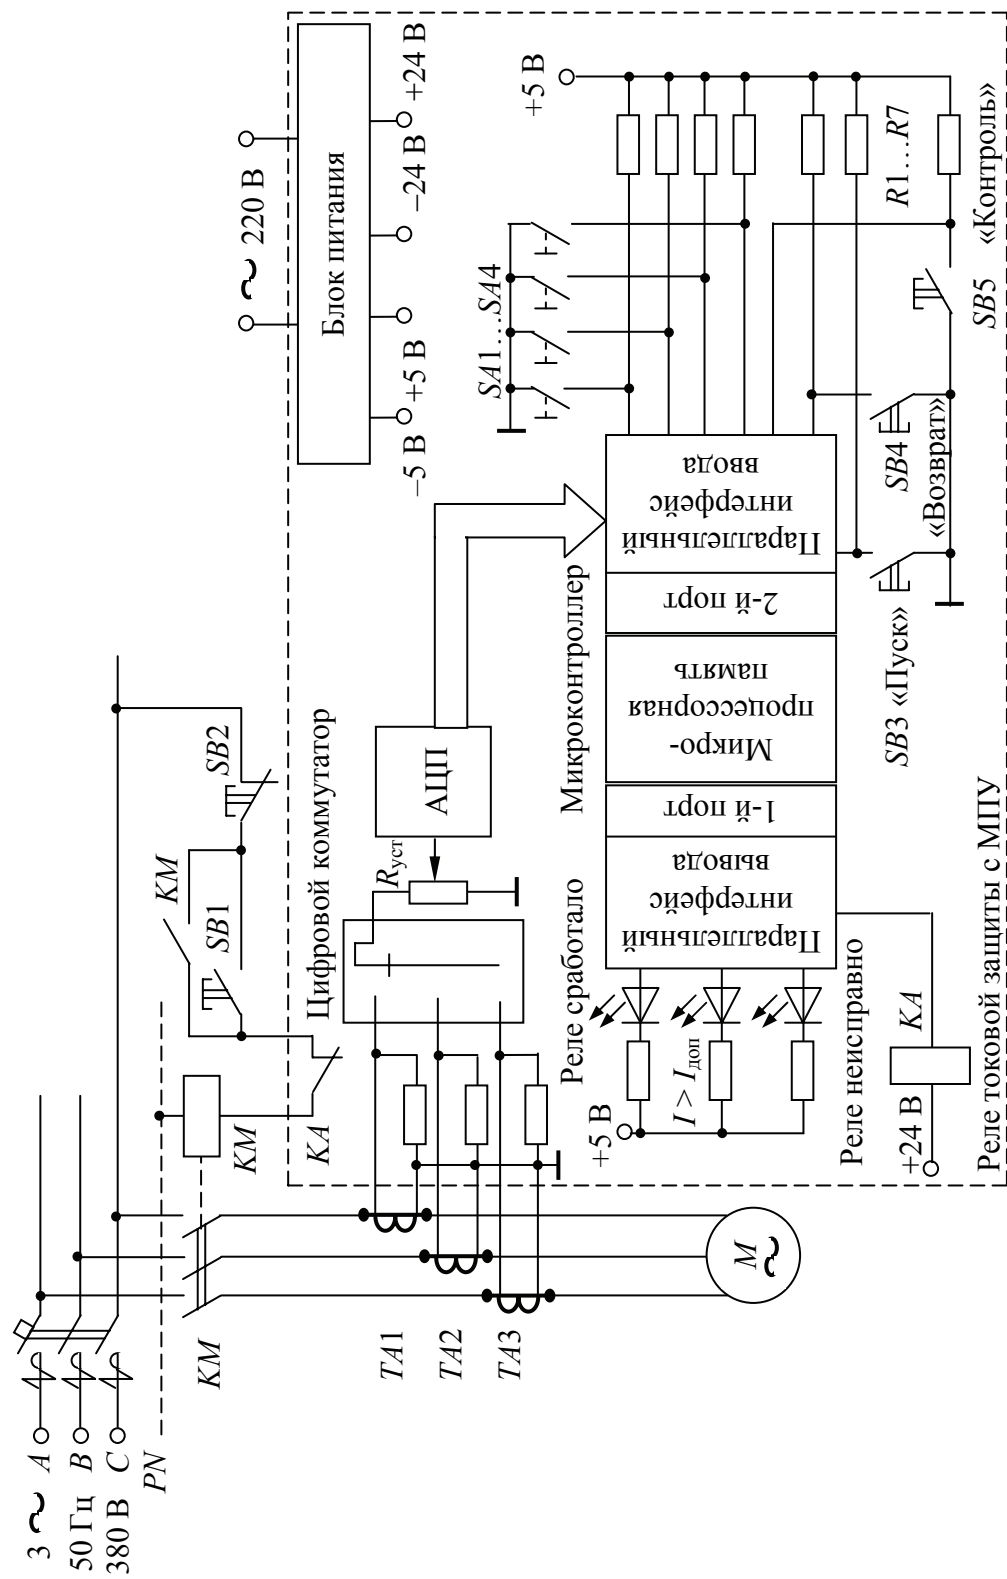 3 ~ A
50 Гц B
380 В C
PN
KM
KM
KA
SB1
KM
SB2
TA1
TA2
TA3
M
~
~ 220 В
Блок питания
–5 В
+5 В
–24 В
+24 В
Цифровой коммутатор
Rуст
АЦП
Микроконтроллер
Параллельный
интерфейс
вывода
1-й порт
Микро-
процессорная
память
2-й порт
Параллельный
интерфейс
ввода
SA1…SA4
+5 В
R1…R7
Реле сработало
+5 В
I > Iдоп
Реле неисправно
+24 В
KA
SB3 «Пуск»
SB4
«Возврат»
SB5
«Контроль»
Реле токовой защиты с МПУ